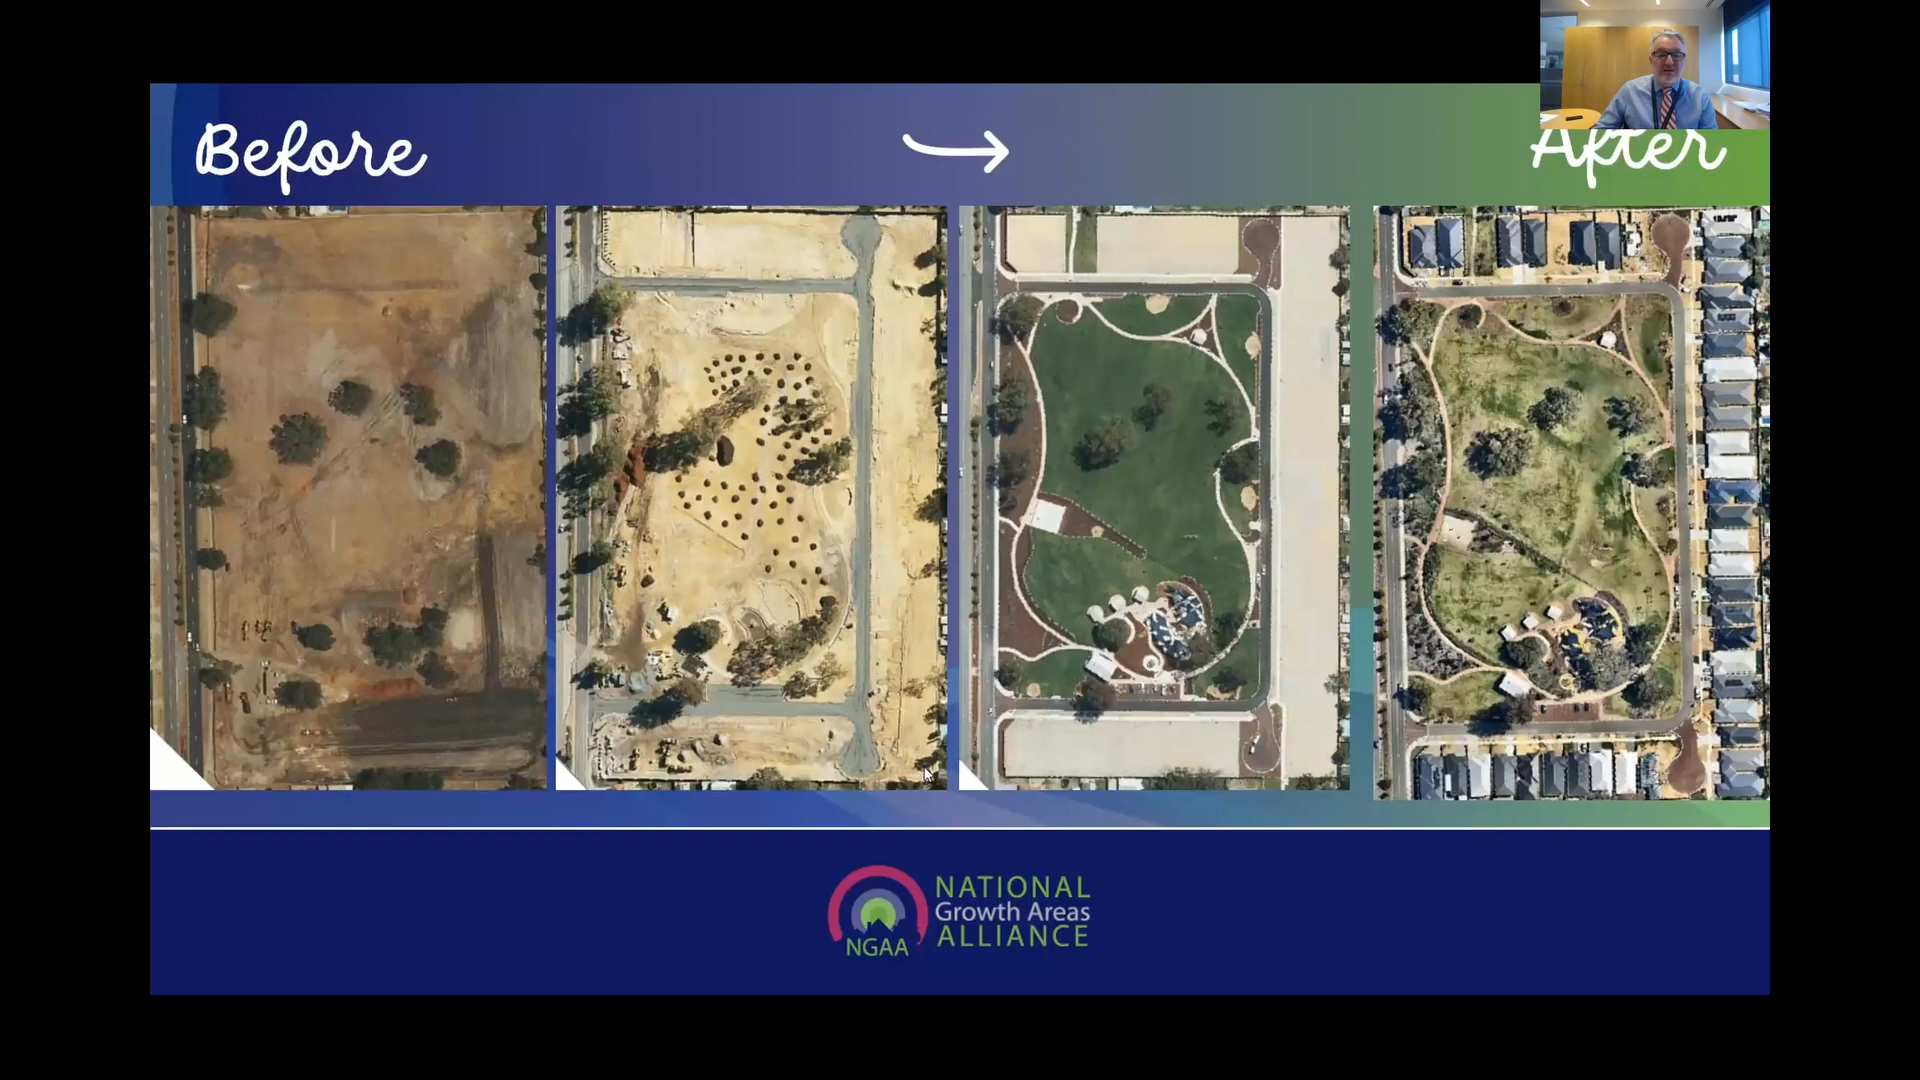 Before
After
NATIONAL
Growth Areas
ALLIANCE
NGAA